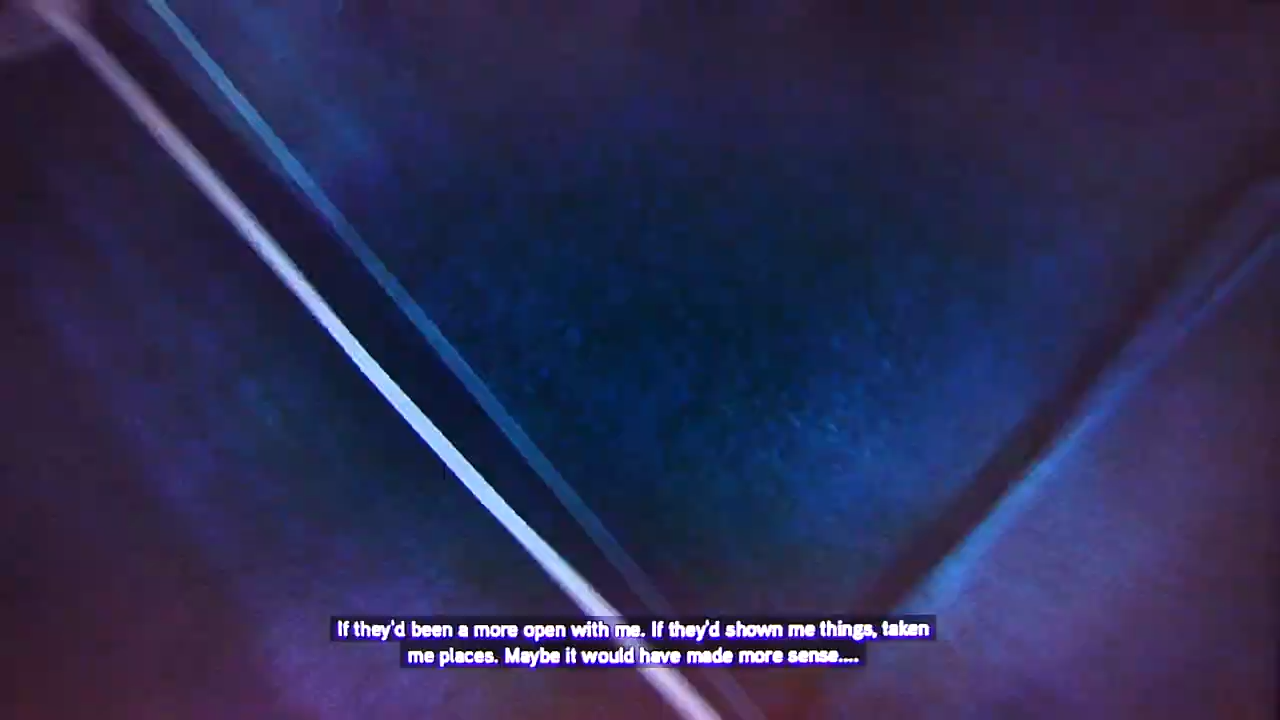 If they'd been a more open with me. If they'd shown me things, taken
me places. Maybe it would have made more sense....